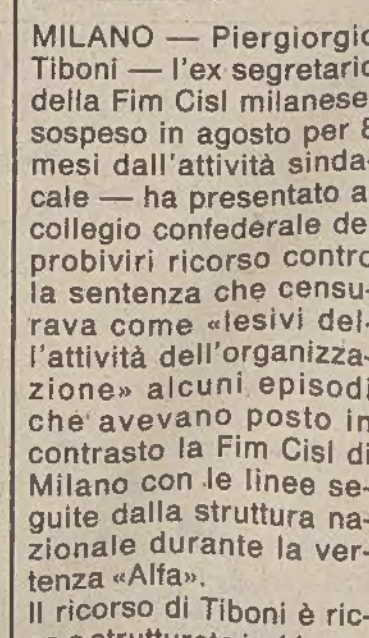 MILANO — Piergiorgio
Tiboni — l'ex segretario
della Fim Cisl milanese
sospeso in agosto per 8
mesi dall'attività sinda-
cale — ha presentato a
collegio confederale de
probiviri ricorso contro
la sentenza che censu-
rava come «lesivi del-
l'attività dell'organizza-
zione» alcuni episodi
che avevano posto in
contrasto la Fim Cisl di
Milano con le linee se-
guite dalla struttura na-
zionale durante la ver-
tenza «Alfa».
Il ricorso di Tiboni è ric-